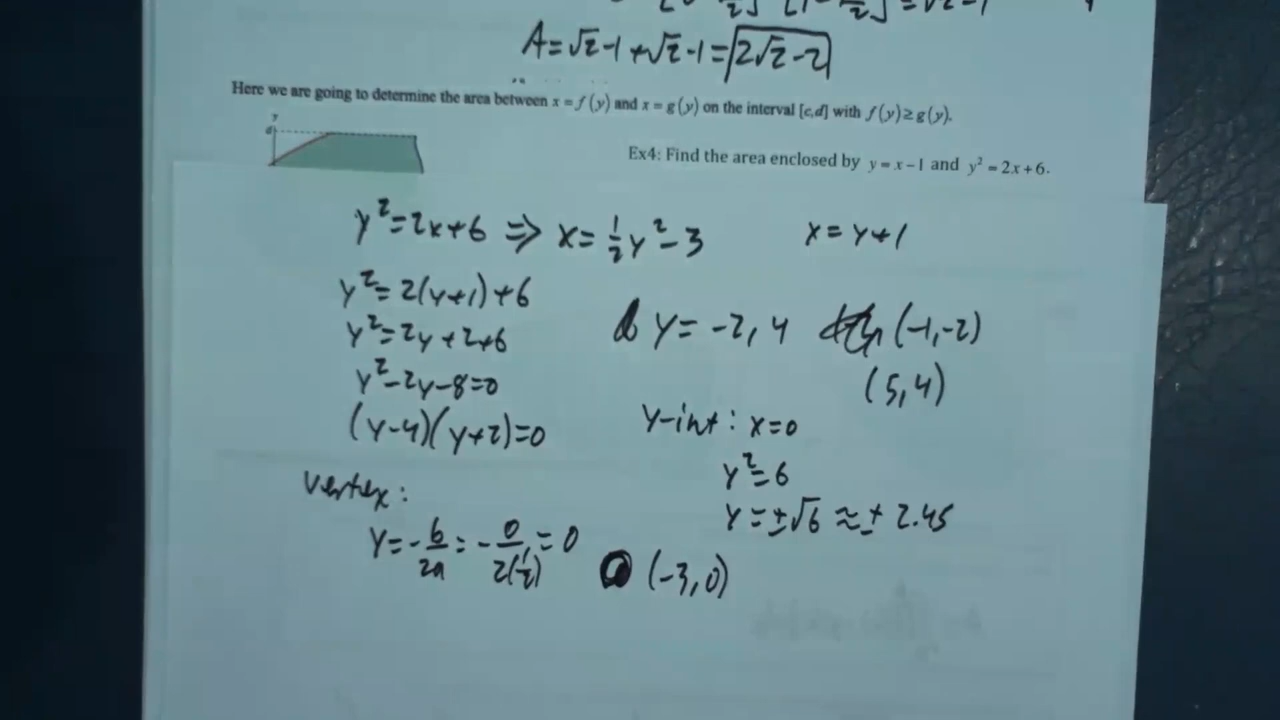 A = √2 - 1 + √2 - 1 = 2√2 - 2
Here we are going to determine the area between x = f(y) and x = g(y) on the interval [c,d] with f(y) ≥ g(y).
y
d
Ex4: Find the area enclosed by y = x - 1 and y² = 2x + 6.
y² = 2x + 6 ⇒ x = 1/2 y² - 3
x = y + 1
y² = 2(y+1) + 6
y² = 2y + 2 + 6
y² - 2y - 8 = 0
(y - 4)(y + 2) = 0
y = -2, 4 (-1, -2)
(5, 4)
y-int: x = 0
y² = 6
y = ±√6 ≈ ± 2.45
vertex:
y = -b/2a = -0/2(1/2) = 0
(-3, 0)